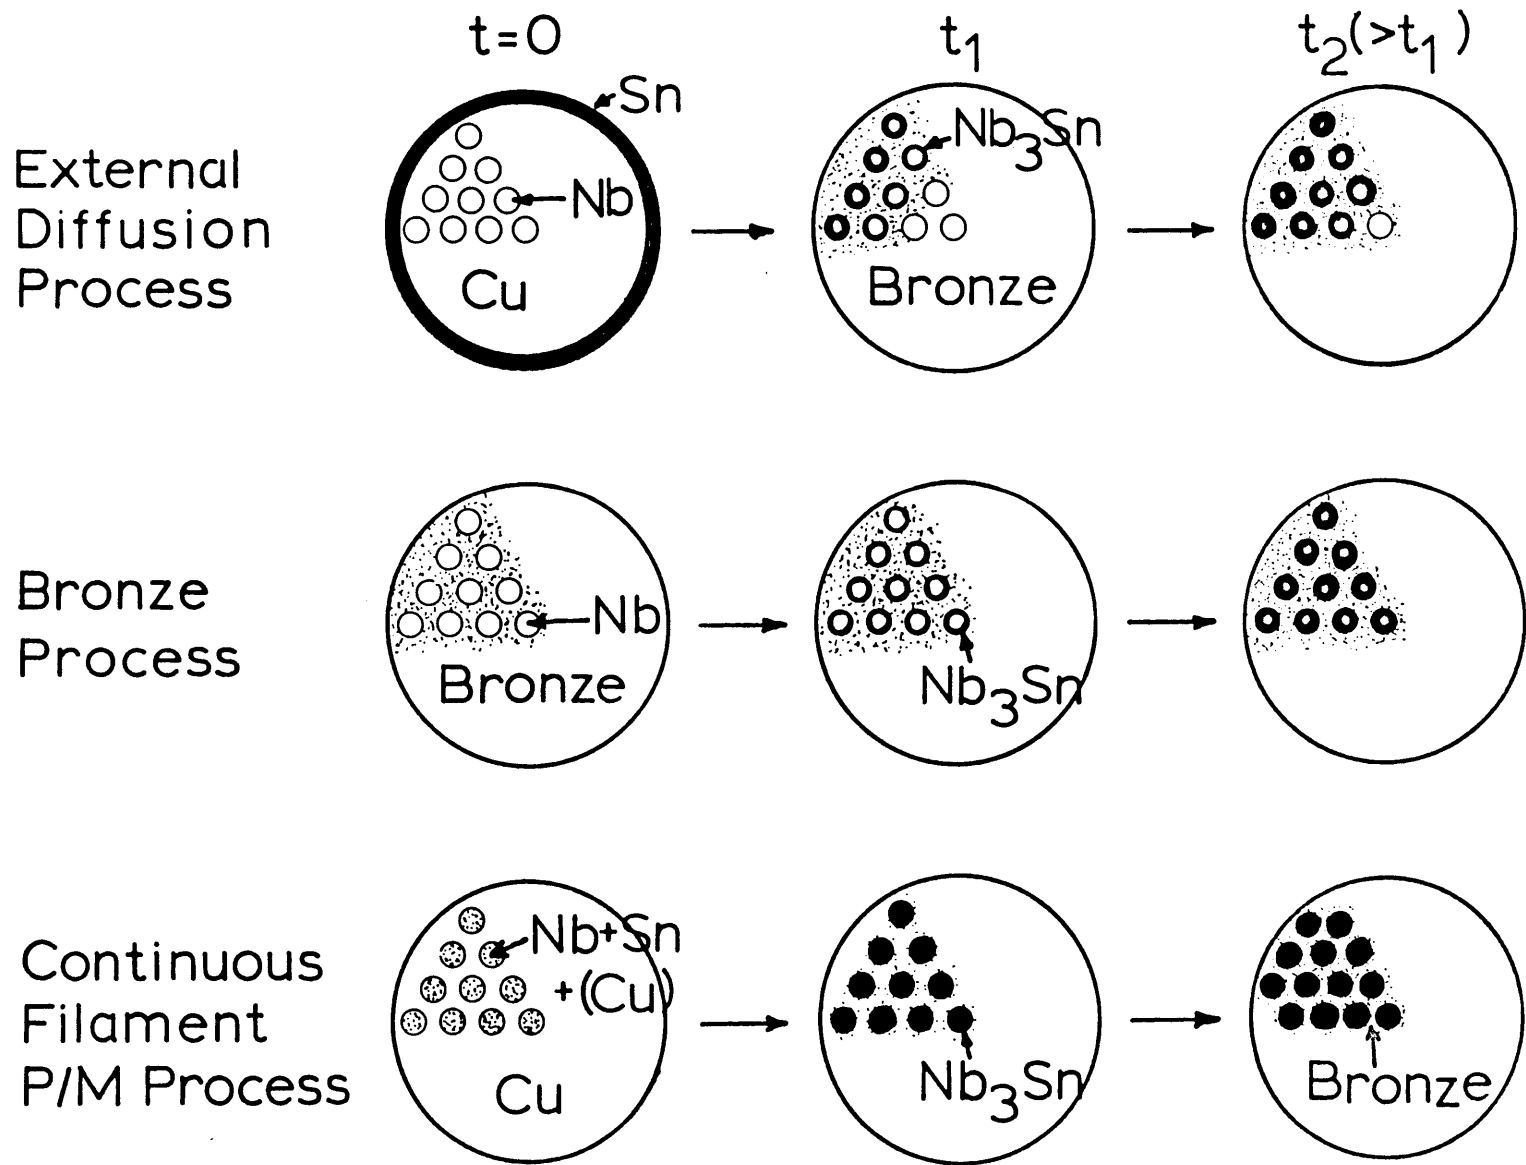 t=0
t₁
t₂(>t₁)
External
Diffusion
Process
Sn
Nb
Cu
Nb₃Sn
Bronze
Bronze
Process
Nb
Bronze
Nb₃Sn
Continuous
Filament
P/M Process
Nb+Sn
+(Cu)
Cu
Nb₃Sn
Bronze